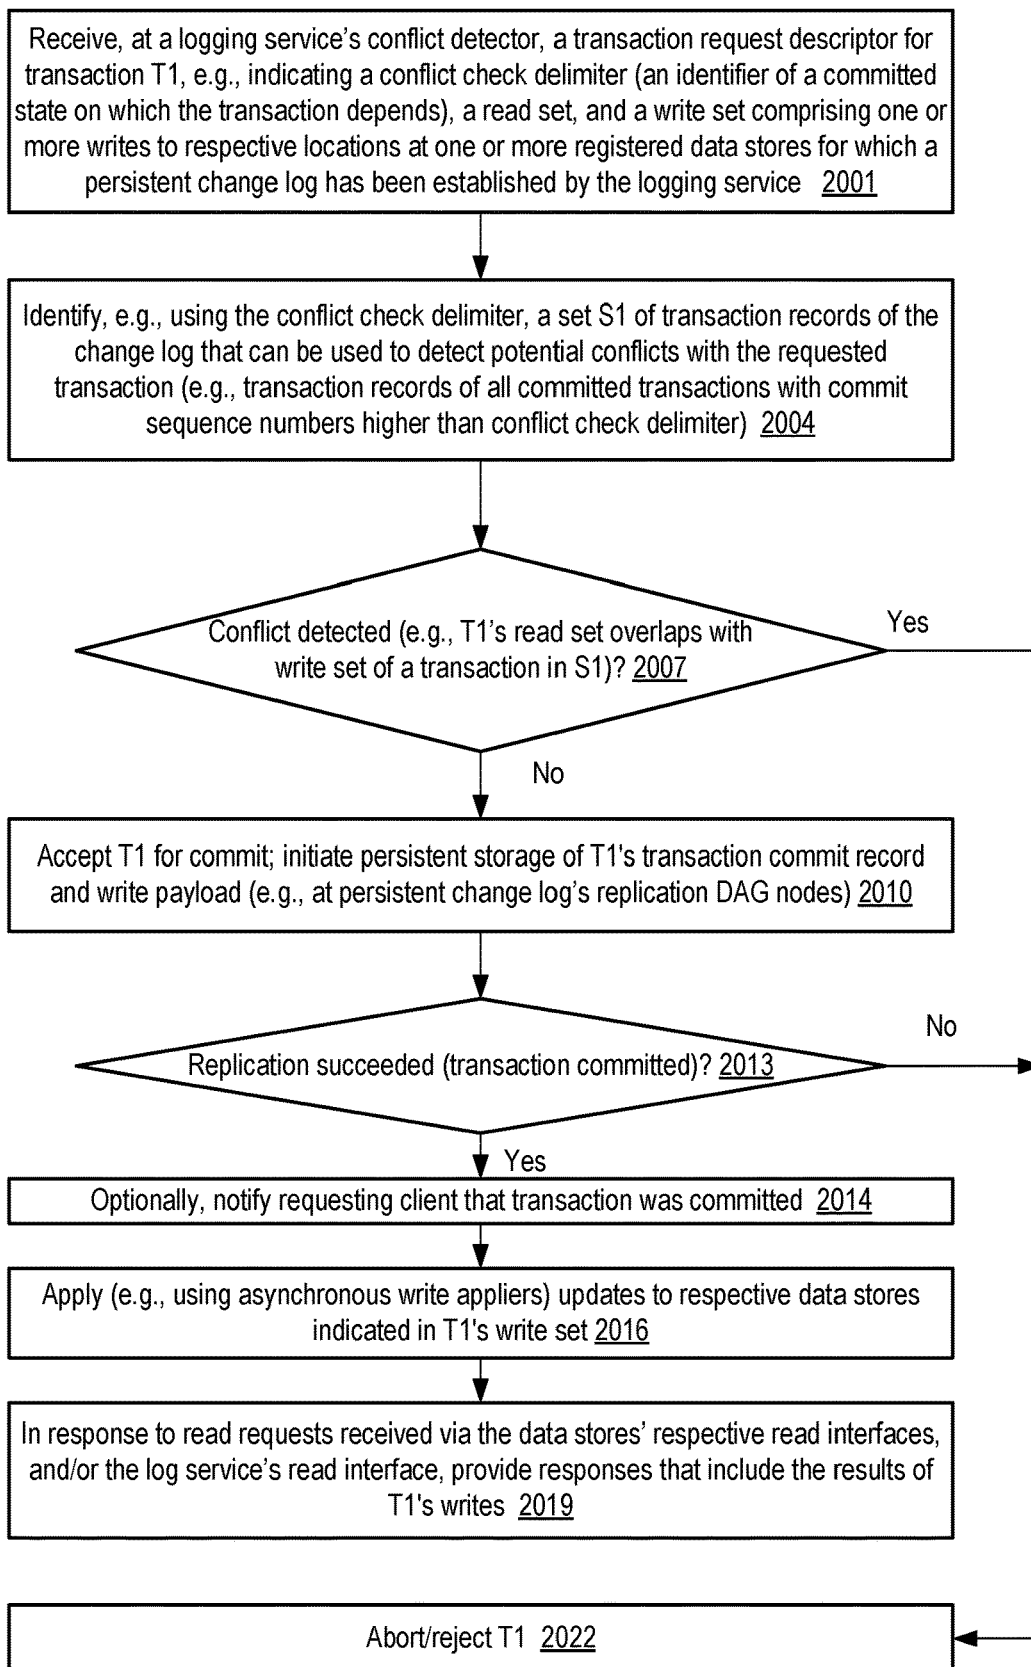 Receive, at a logging service's conflict detector, a transaction request descriptor for
transaction T1, e.g., indicating a conflict check delimiter (an identifier of a committed
state on which the transaction depends), a read set, and a write set comprising one or
more writes to respective locations at one or more registered data stores for which a
persistent change log has been established by the logging service 2001
Identify, e.g., using the conflict check delimiter, a set S1 of transaction records of the
change log that can be used to detect potential conflicts with the requested
transaction (e.g., transaction records of all committed transactions with commit
sequence numbers higher than conflict check delimiter) 2004
Conflict detected (e.g., T1's read set overlaps with
write set of a transaction in S1)? 2007
Yes
No
Accept T1 for commit; initiate persistent storage of T1's transaction commit record
and write payload (e.g., at persistent change log's replication DAG nodes) 2010
Replication succeeded (transaction committed)? 2013
No
Yes
Optionally, notify requesting client that transaction was committed 2014
Apply (e.g., using asynchronous write appliers) updates to respective data stores
indicated in T1's write set 2016
In response to read requests received via the data stores' respective read interfaces,
and/or the log service's read interface, provide responses that include the results of
T1's writes 2019
Abort/reject T1 2022